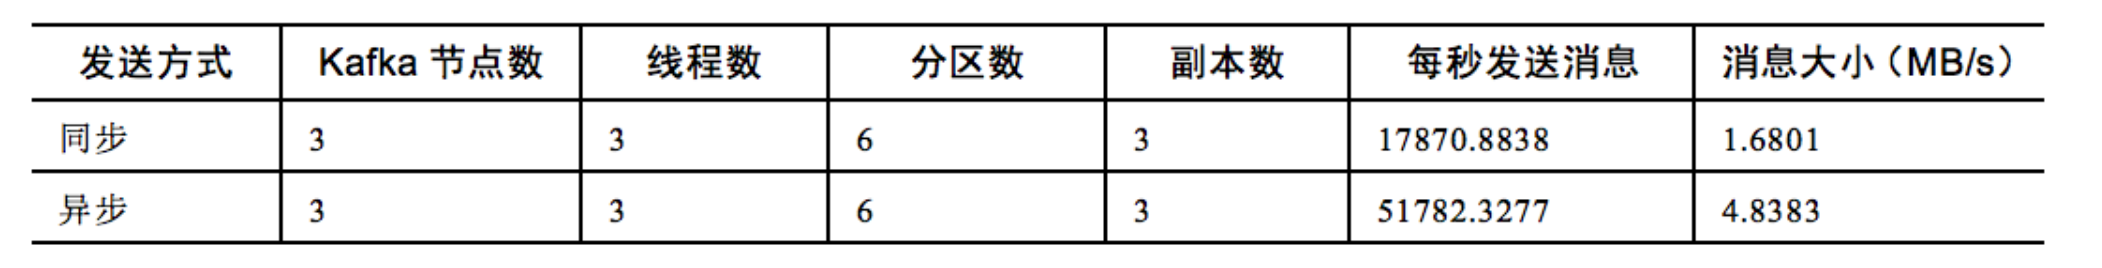 发送方式 Kafka 节点数 线程数 分区数 副本数 每秒发送消息 消息大小（MB/s）
同步 3 3 6 3 17870.8838 1.6801
异步 3 3 6 3 51782.3277 4.8383